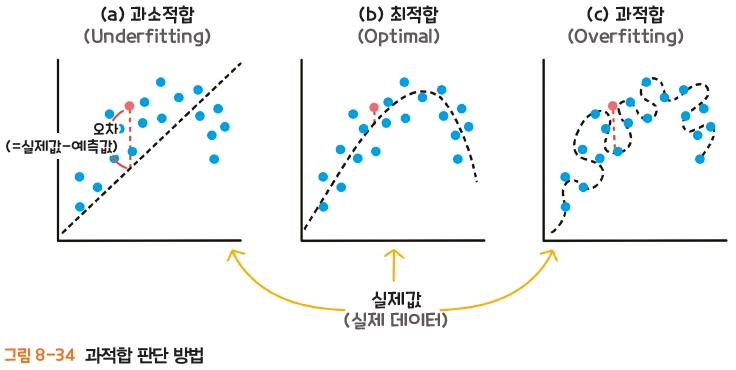 (a) 과소적합
(Underfitting)
(b) 최적합
(Optimal)
(c) 과적합
(Overfitting)
오차
(=실제값-예측값)
실제값
(실제 데이터)
그림 8-34 과적합 판단 방법